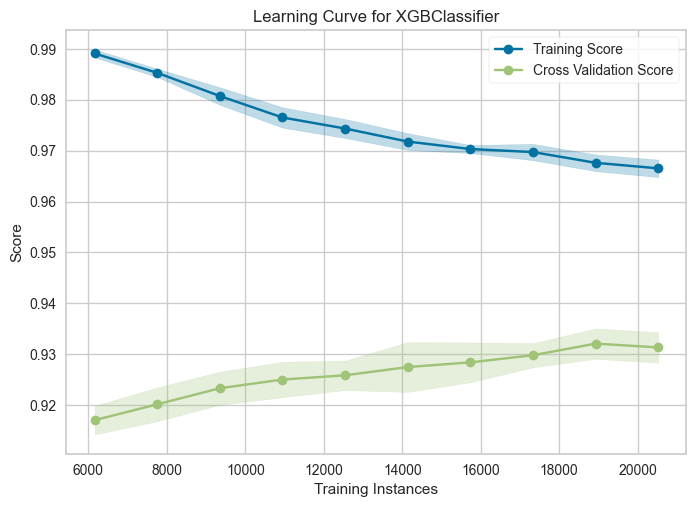 Learning Curve for XGBClassifier
Training Score
Cross Validation Score
0.99
0.98
0.97
0.96
0.95
0.94
0.93
0.92
Score
6000 8000 10000 12000 14000 16000 18000 20000
Training Instances